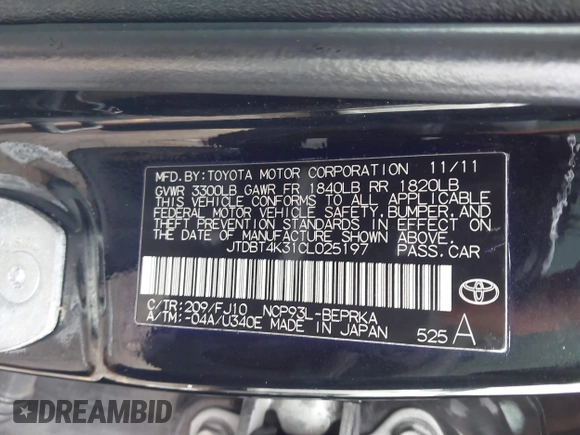 MFD.BY:TOYOTA MOTOR CORPORATION 11/11
GVWR 3300LB GAWR FR 1840LB RR 1820LB
THIS VEHICLE CONFORMS TO ALL APPLICABLE
FEDERAL MOTOR VEHICLE SAFETY,BUMPER,AND
THEFT PREVENTION STANDARDS IN EFFECT ON
THE DATE OF MANUFACTURE SHOWN ABOVE.
JTDBT4K31CL025197 PASS.CAR
C/TR:209/FJ10 NCP93L-BEPRKA
A/TM:-04A/U340E MADE IN JAPAN 525 A
DREAMBID